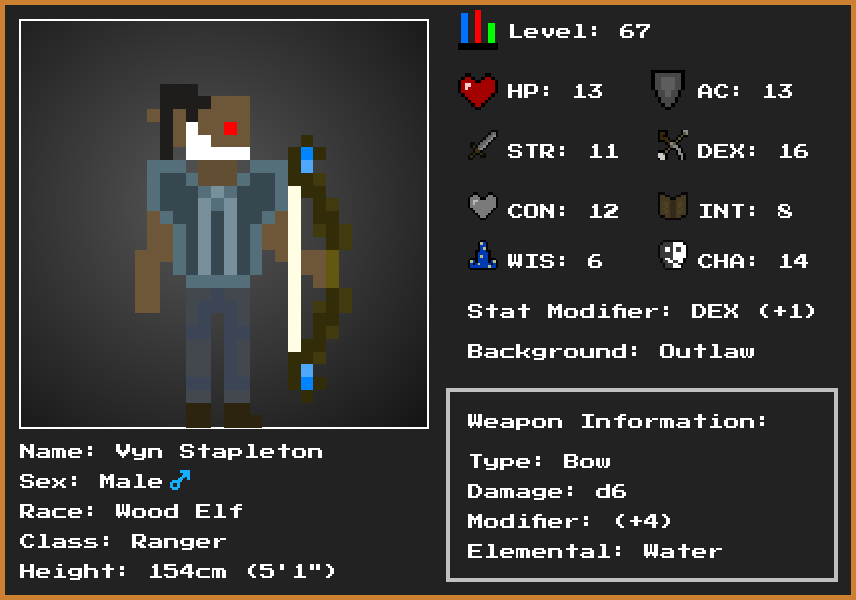 Level: 67
HP: 13 AC: 13
STR: 11 DEX: 16
CON: 12 INT: 8
WIS: 6 CHA: 14
Stat Modifier: DEX (+1)
Background: Outlaw
Weapon Information:
Type: Bow
Damage: d6
Modifier: (+4)
Elemental: Water
Name: Vyn Stapleton
Sex: Male ♂
Race: Wood Elf
Class: Ranger
Height: 154cm (5'1")